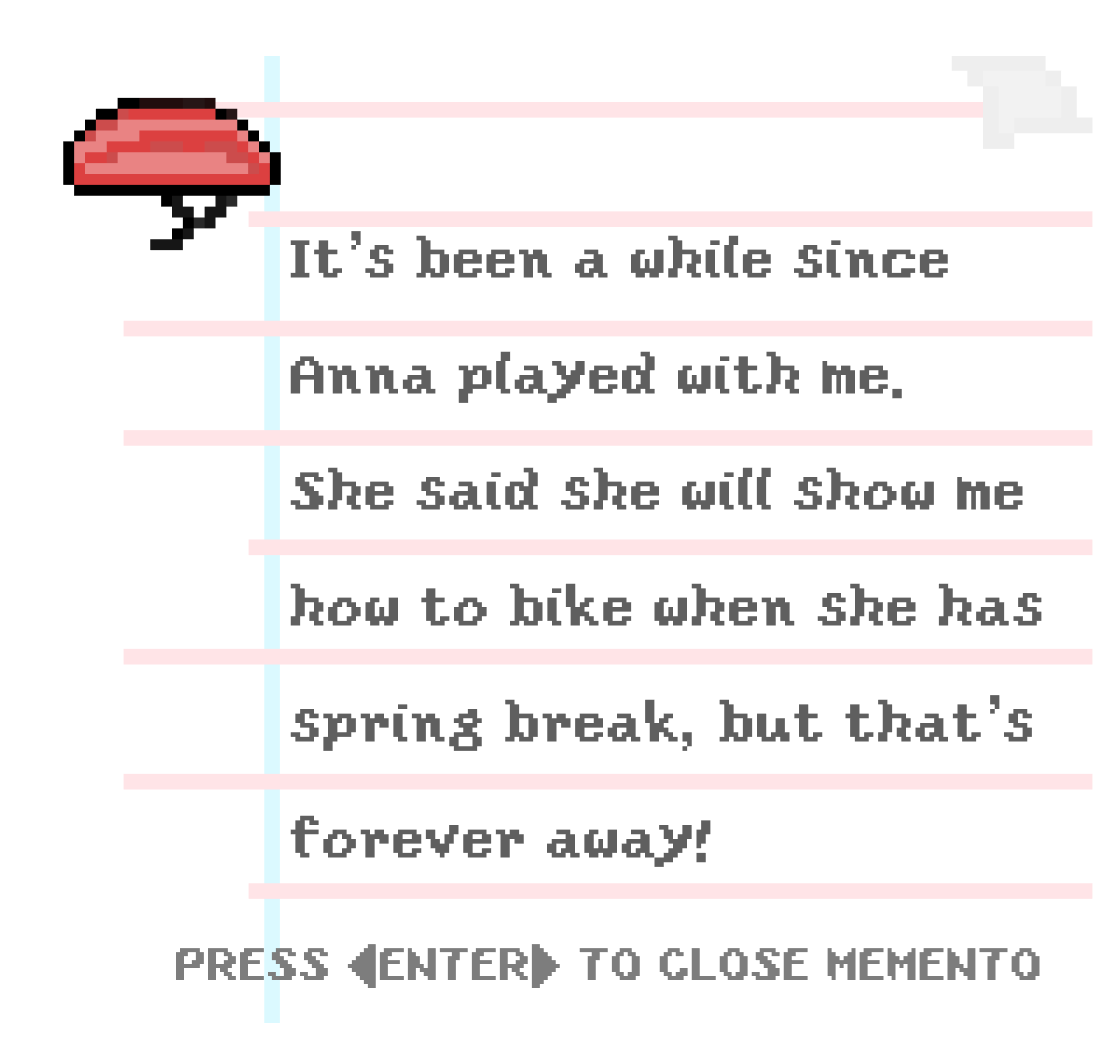 It's been a while since
Anna played with me.
She said she will show me
how to bike when she has
spring break, but that's
forever away!
PRESS ◀ENTER▶ TO CLOSE MEMENTO